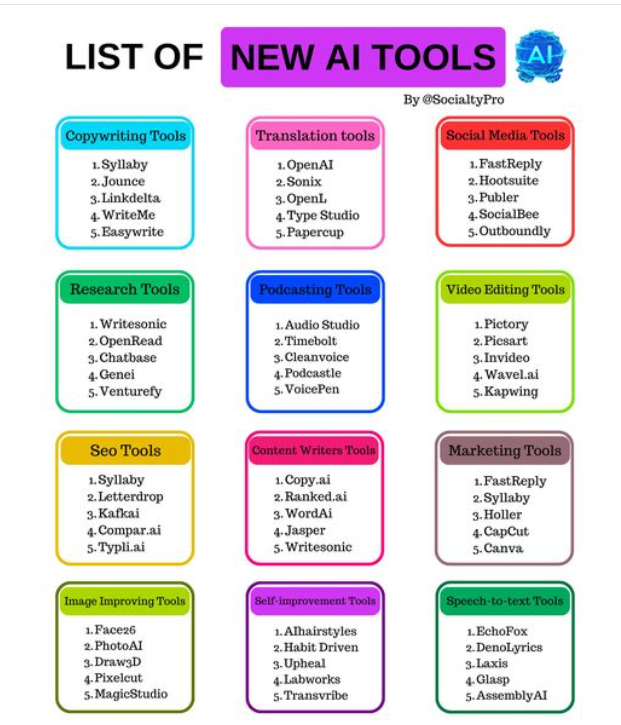 LIST OF NEW AI TOOLS
AI
By @SocialtyPro
Copywriting Tools
1. Syllaby
2. Jounce
3. Linkdelta
4. WriteMe
5. Easywrite
Translation tools
1. OpenAI
2. Sonix
3. OpenL
4. Type Studio
5. Papercup
Social Media Tools
1. FastReply
2. Hootsuite
3. Publer
4. SocialBee
5. Outboundly
Research Tools
1. Writesonic
2. OpenRead
3. Chatbase
4. Genei
5. Venturefy
Podcasting Tools
1. Audio Studio
2. Timebolt
3. Cleanvoice
4. Podcastle
5. VoicePen
Video Editing Tools
1. Pictory
2. Picsart
3. Invideo
4. Wavel.ai
5. Kapwing
Seo Tools
1. Syllaby
2. Letterdrop
3. Kafkai
4. Compar.ai
5. Typli.ai
Content Writers Tools
1. Copy.ai
2. Ranked.ai
3. WordAi
4. Jasper
5. Writesonic
Marketing Tools
1. FastReply
2. Syllaby
3. Holler
4. CapCut
5. Canva
Image Improving Tools
1. Face26
2. PhotoAI
3. Draw3D
4. Pixelcut
5. MagicStudio
Self-improvement Tools
1. AIhairstyles
2. Habit Driven
3. Upheal
4. Labworks
5. Transvribe
Speech-to-text Tools
1. EchoFox
2. DenoLyrics
3. Laxis
4. Glasp
5. AssemblyAI